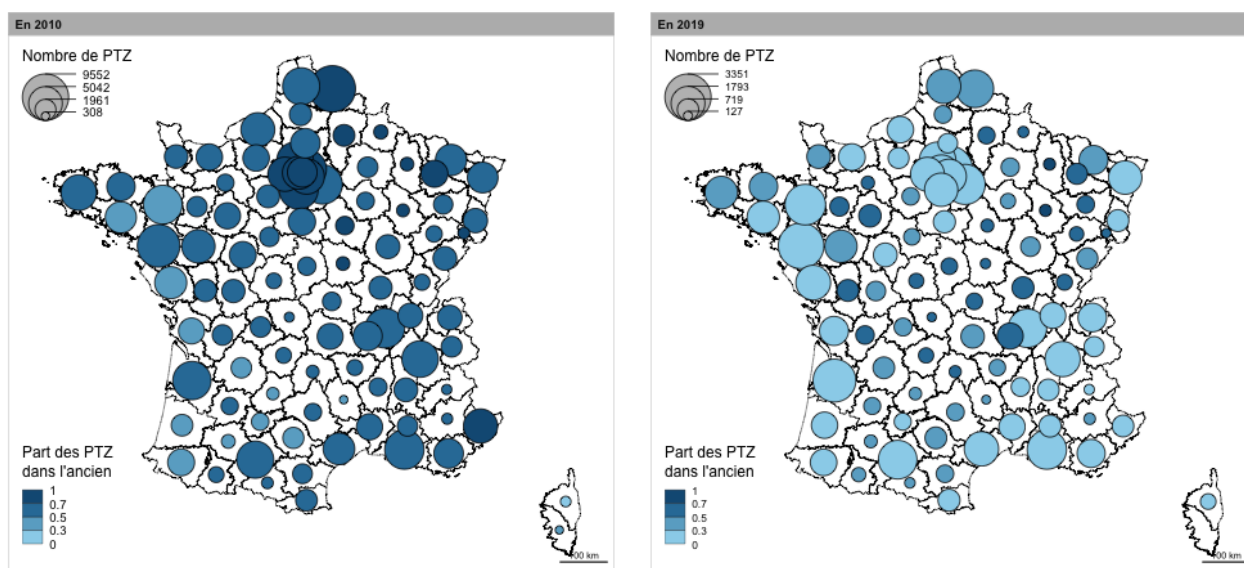 En 2010
Nombre de PTZ
9552
5042
1961
308
Part des PTZ
dans l'ancien
1
0.7
0.5
0.3
0
100 km
En 2019
Nombre de PTZ
3351
1793
719
127
Part des PTZ
dans l'ancien
1
0.7
0.5
0.3
0
100 km